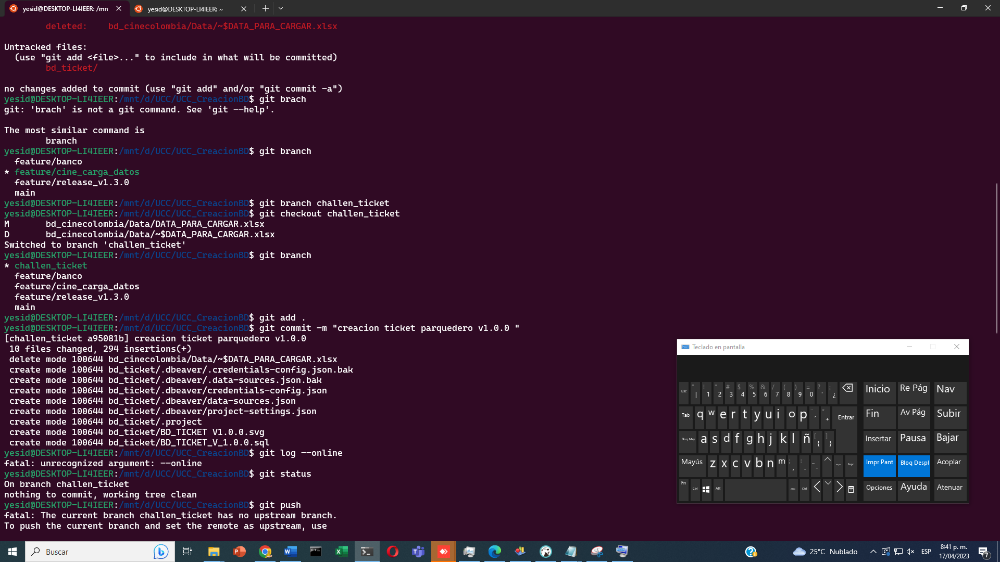 yesid@DESKTOP-LI4IEER: /mn
yesid@DESKTOP-LI4IEER: ~
deleted:    bd_cinecolombia/Data/~$DATA_PARA_CARGAR.xlsx
Untracked files:
(use "git add <file>..." to include in what will be committed)
bd_ticket/
no changes added to commit (use "git add" and/or "git commit -a")
yesid@DESKTOP-LI4IEER:/mnt/d/UCC/UCC_CreacionBD$ git brach
git: 'brach' is not a git command. See 'git --help'.
The most similar command is
branch
yesid@DESKTOP-LI4IEER:/mnt/d/UCC/UCC_CreacionBD$ git branch
feature/banco
* feature/cine_carga_datos
feature/release_v1.3.0
main
yesid@DESKTOP-LI4IEER:/mnt/d/UCC/UCC_CreacionBD$ git branch challen_ticket
yesid@DESKTOP-LI4IEER:/mnt/d/UCC/UCC_CreacionBD$ git checkout challen_ticket
M       bd_cinecolombia/Data/DATA_PARA_CARGAR.xlsx
D       bd_cinecolombia/Data/~$DATA_PARA_CARGAR.xlsx
Switched to branch 'challen_ticket'
yesid@DESKTOP-LI4IEER:/mnt/d/UCC/UCC_CreacionBD$ git branch
* challen_ticket
feature/banco
feature/cine_carga_datos
feature/release_v1.3.0
main
yesid@DESKTOP-LI4IEER:/mnt/d/UCC/UCC_CreacionBD$ git add .
yesid@DESKTOP-LI4IEER:/mnt/d/UCC/UCC_CreacionBD$ git commit -m "creacion ticket parquedero v1.0.0 "
[challen_ticket a95081b] creacion ticket parquedero v1.0.0
10 files changed, 294 insertions(+)
delete mode 100644 bd_cinecolombia/Data/~$DATA_PARA_CARGAR.xlsx
create mode 100644 bd_ticket/.dbeaver/.credentials-config.json.bak
create mode 100644 bd_ticket/.dbeaver/.data-sources.json.bak
create mode 100644 bd_ticket/.dbeaver/credentials-config.json
create mode 100644 bd_ticket/.dbeaver/data-sources.json
create mode 100644 bd_ticket/.dbeaver/project-settings.json
create mode 100644 bd_ticket/.project
create mode 100644 bd_ticket/BD_TICKET V1.0.0.svg
create mode 100644 bd_ticket/BD_TICKET_V_1.0.0.sql
yesid@DESKTOP-LI4IEER:/mnt/d/UCC/UCC_CreacionBD$ git log --online
fatal: unrecognized argument: --online
yesid@DESKTOP-LI4IEER:/mnt/d/UCC/UCC_CreacionBD$ git status
On branch challen_ticket
nothing to commit, working tree clean
yesid@DESKTOP-LI4IEER:/mnt/d/UCC/UCC_CreacionBD$ git push
fatal: The current branch challen_ticket has no upstream branch.
To push the current branch and set the remote as upstream, use
Teclado en pantalla
Esc ° | ! 1 " 2 # 3 $ 4 % 5 & 6 / 7 ( 8 ) 9 = 0 ? ' ¡ ¿ Inicio Re Pág Nav
Tab q w e r t y u i o p ¨ ´ * + Entrar Fin Av Pág Subir
Bloq May a s d f g h j k l ñ [ { ] } Insertar Pausa Bajar
Mayús z x c v b n m ; , : . _ - Supr Impr Pant Bloq Despl Acoplar
Fn Ctrl Alt Ctrl Opciones Ayuda Atenuar
Buscar
25°C Nublado
ESP
8:41 p. m.
17/04/2023
7